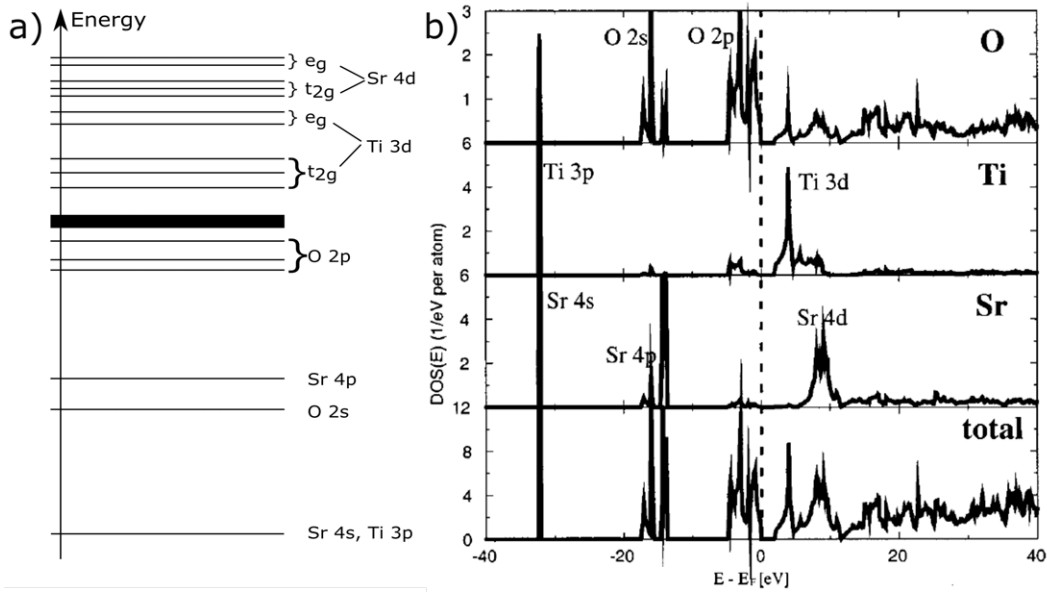 a)
Energy
eg
t2g
Sr 4d
eg
t2g
Ti 3d
O 2p
Sr 4p
O 2s
Sr 4s, Ti 3p
b)
3
2
1
6
4
2
6
4
2
12
8
4
0
DOS(E) (1/eV per atom)
O 2s
O 2p
O
Ti 3p
Ti 3d
Ti
Sr 4s
Sr 4p
Sr 4d
Sr
total
-40
-20
0
20
40
E - EF [eV]